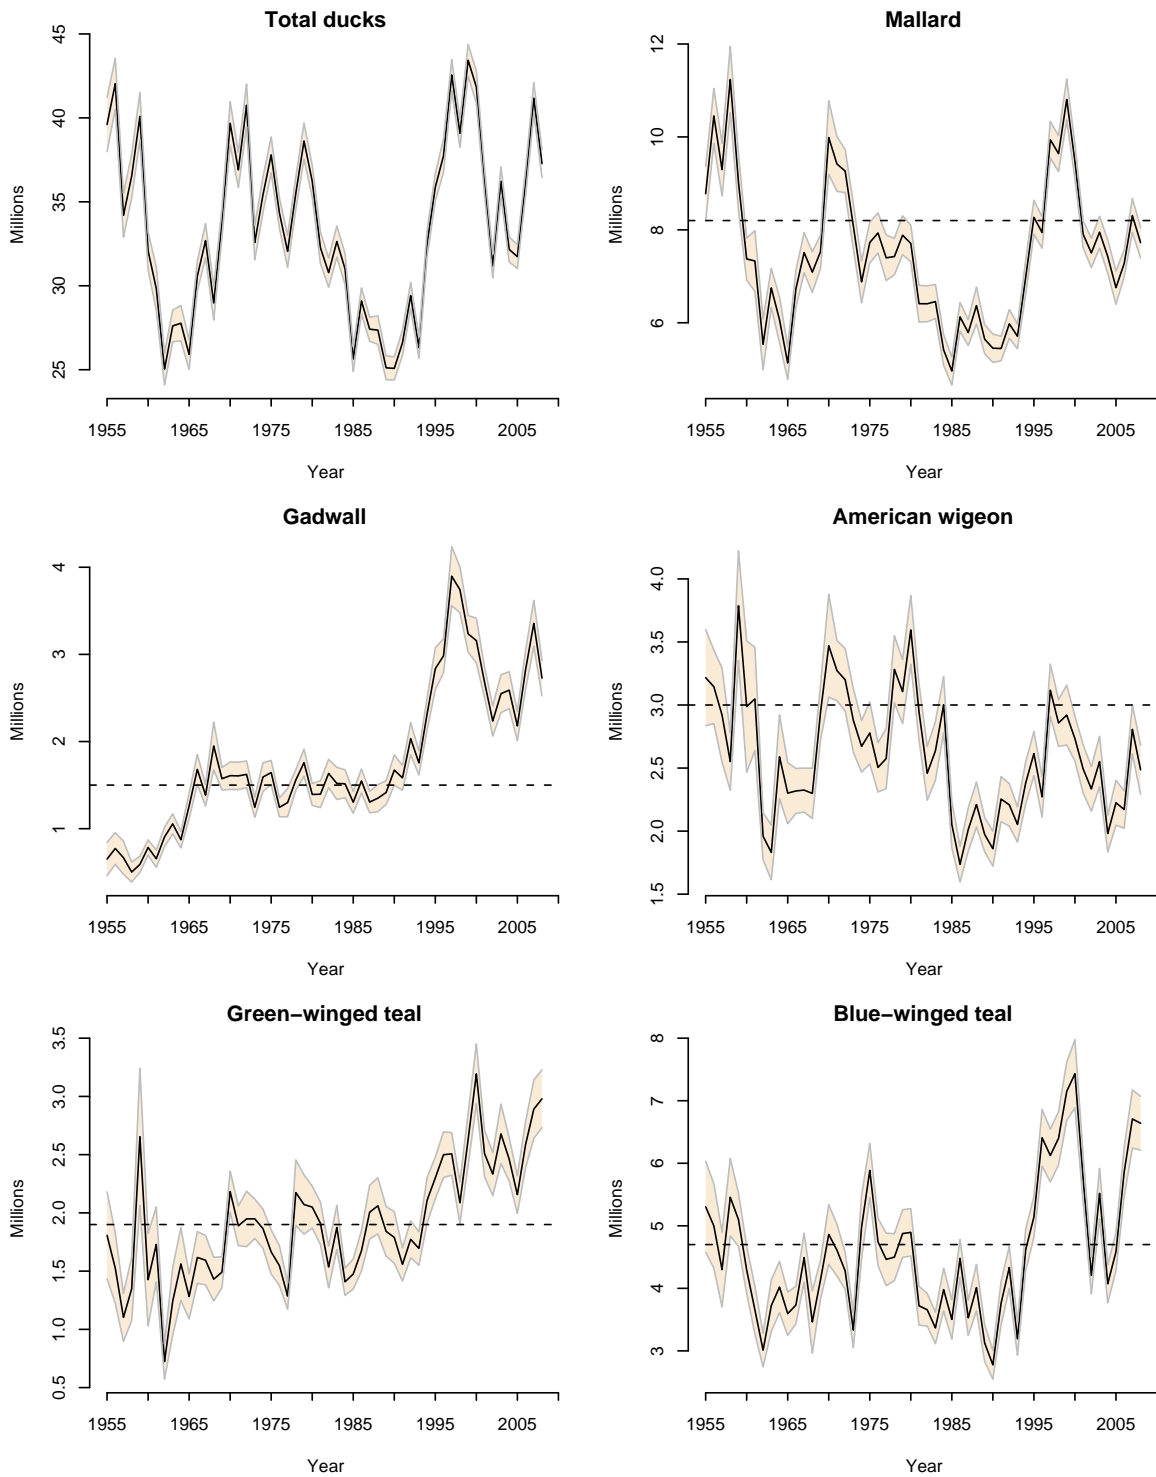 Total ducks
Millions
45
40
35
30
25
1955 1965 1975 1985 1995 2005
Year
Mallard
Millions
12
10
8
6
1955 1965 1975 1985 1995 2005
Year
Gadwall
Millions
4
3
2
1
1955 1965 1975 1985 1995 2005
Year
American wigeon
Millions
4.0
3.5
3.0
2.5
2.0
1.5
1955 1965 1975 1985 1995 2005
Year
Green−winged teal
Millions
3.5
3.0
2.5
2.0
1.5
1.0
0.5
1955 1965 1975 1985 1995 2005
Year
Blue−winged teal
Millions
8
7
6
5
4
3
1955 1965 1975 1985 1995 2005
Year